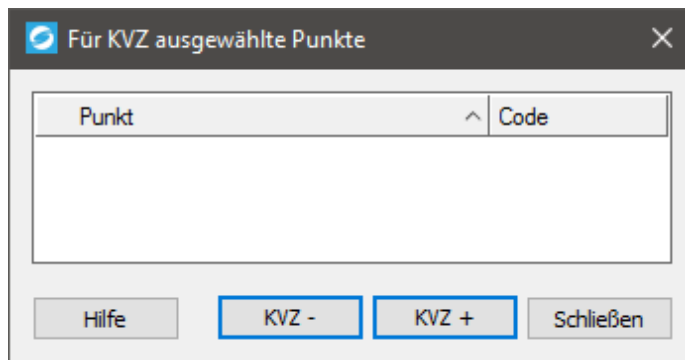 Für KVZ ausgewählte Punkte
Punkt Code
Hilfe KVZ - KVZ + Schließen